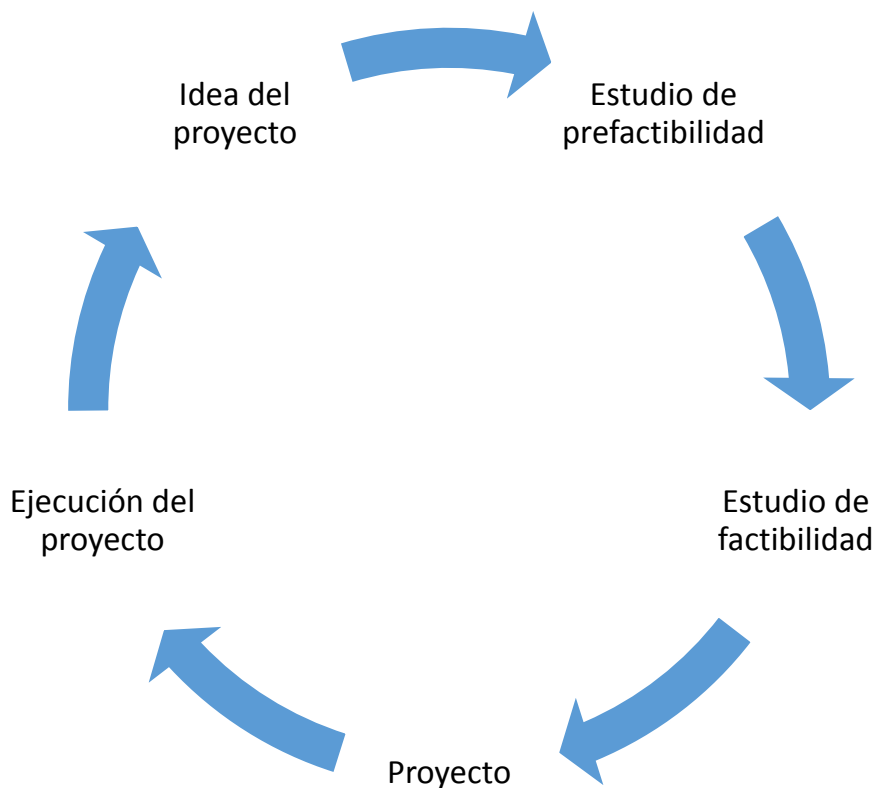 Idea del
proyecto
Estudio de
prefactibilidad
Estudio de
factibilidad
Proyecto
Ejecución del
proyecto